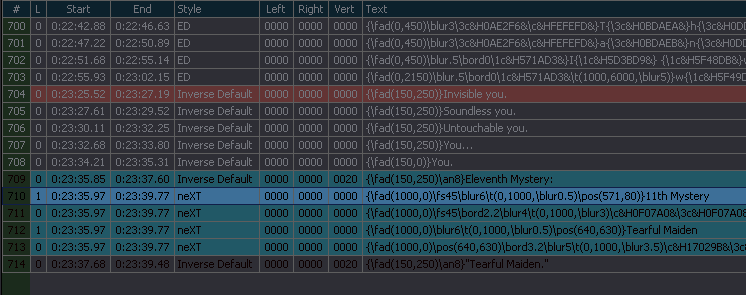 # L Start End Style Left Right Vert Text
700 0 0:22:42.88 0:22:46.63 ED 0000 0000 0000 {\fad(0,450)\blur3\3c&H0AE2F6&\c&HFEFEFD&}T{\3c&H0BDAEA&}h{\3c&H0DD
701 0 0:22:47.22 0:22:50.89 ED 0000 0000 0000 {\fad(0,450)\blur3\3c&H0AE2F6&\c&HFEFEFD&}a{\3c&H0BDAEB&}n{\3c&H0D
702 0 0:22:51.68 0:22:55.14 ED 0000 0000 0000 {\fad(0,450)\blur.5\bord0\1c&H571AD3&}I{\1c&H5D3BD9&} {\1c&H5F48DB&}w
703 0 0:22:55.93 0:23:02.15 ED 0000 0000 0000 {\fad(0,2150)\blur.5\bord0\1c&H571AD3&\t(1000,6000,\blur5)}w{\1c&H5F49D
704 0 0:23:25.52 0:23:27.19 Inverse Default 0000 0000 0000 {\fad(150,250)}Invisible you.
705 0 0:23:27.61 0:23:29.52 Inverse Default 0000 0000 0000 {\fad(150,250)}Soundless you.
706 0 0:23:30.11 0:23:32.25 Inverse Default 0000 0000 0000 {\fad(150,250)}Untouchable you.
707 0 0:23:32.68 0:23:33.80 Inverse Default 0000 0000 0000 {\fad(150,250)}You...
708 0 0:23:34.21 0:23:35.31 Inverse Default 0000 0000 0000 {\fad(150,0)}You.
709 0 0:23:35.85 0:23:37.60 Inverse Default 0000 0000 0020 {\fad(150,250)\an8}Eleventh Mystery:
710 1 0:23:35.97 0:23:39.77 neXT 0000 0000 0000 {\fad(1000,0)\fs45\blur6\t(0,1000,\blur0.5)\pos(571,80)}11th Mystery
711 0 0:23:35.97 0:23:39.77 neXT 0000 0000 0000 {\fad(1000,0)\fs45\bord2.2\blur4\t(0,1000,\blur3)\c&H0F07A0&\3c&H0F07A08
712 1 0:23:35.97 0:23:39.77 neXT 0000 0000 0000 {\fad(1000,0)\blur6\t(0,1000,\blur0.5)\pos(640,630)}Tearful Maiden
713 0 0:23:35.97 0:23:39.77 neXT 0000 0000 0000 {\fad(1000,0)\pos(640,630)\bord3.2\blur5\t(0,1000,\blur3.5)\c&H17029B&\3c
714 0 0:23:37.68 0:23:39.48 Inverse Default 0000 0000 0020 {\fad(150,250)\an8}"Tearful Maiden."